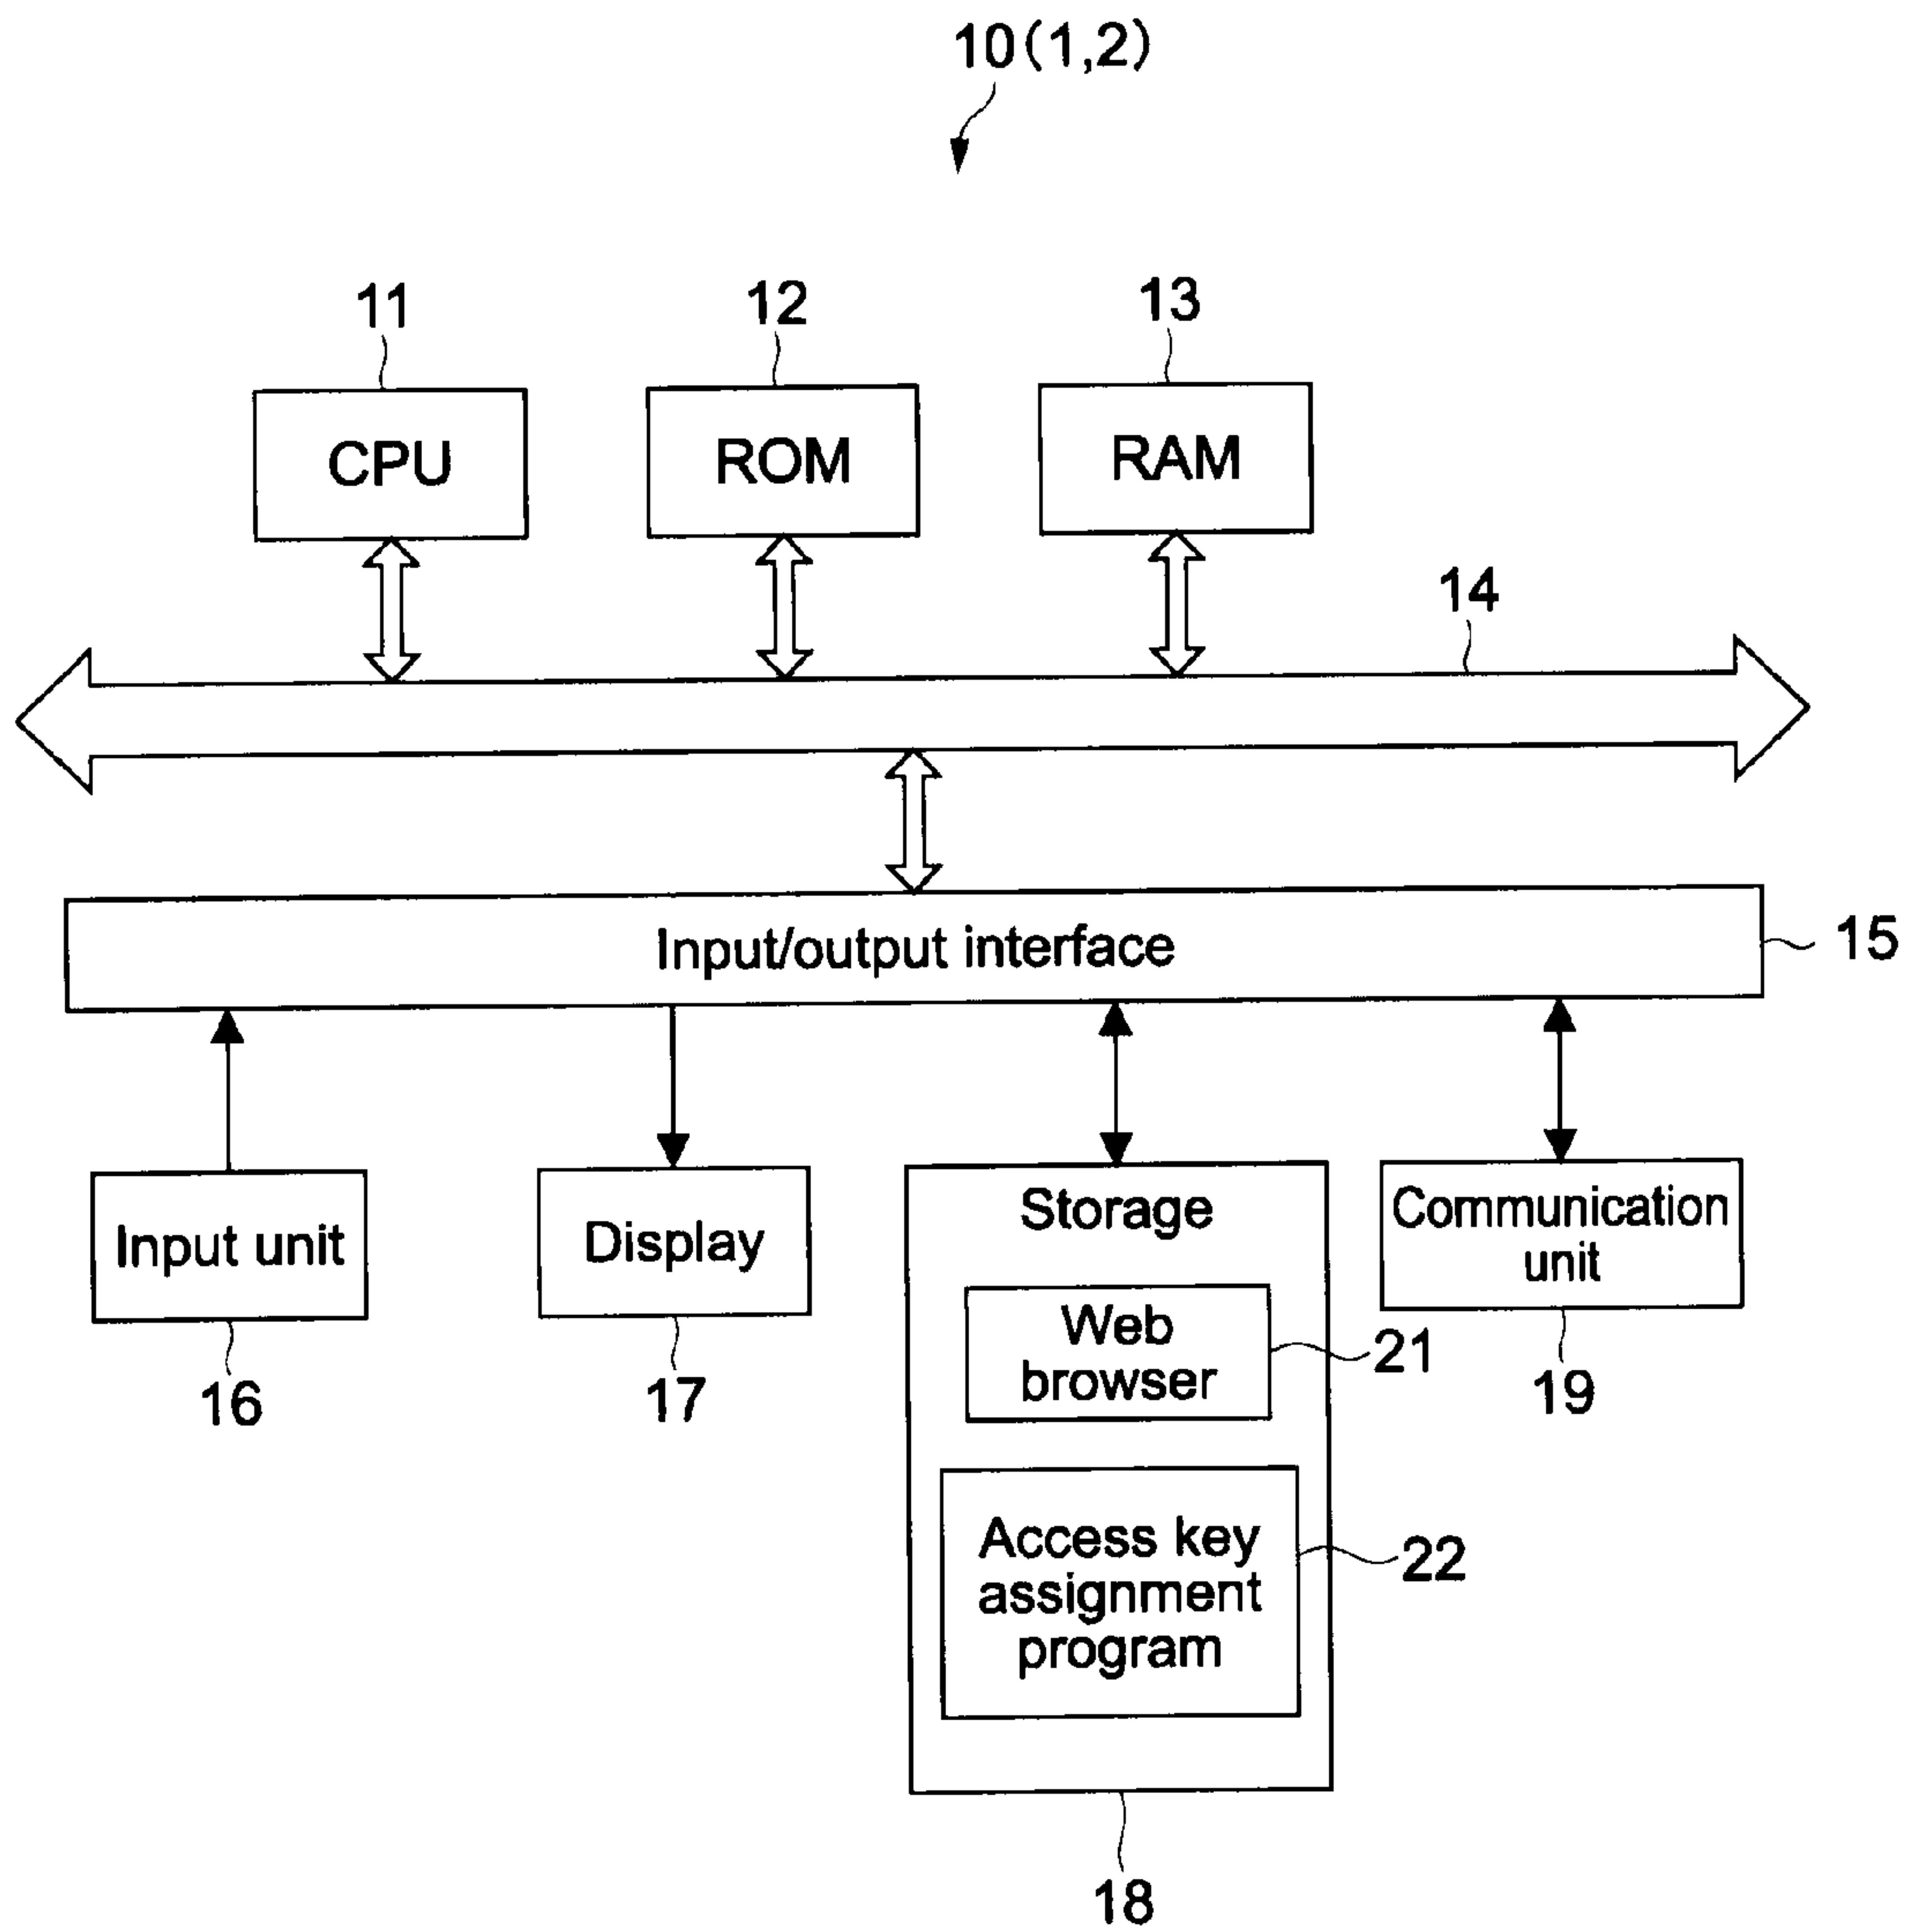 10(1,2)
11
12
13
CPU
ROM
RAM
14
Input/output interface
15
Input unit
Display
Storage
Communication
unit
Web
browser
21
16
17
19
Access key
assignment
program
22
18